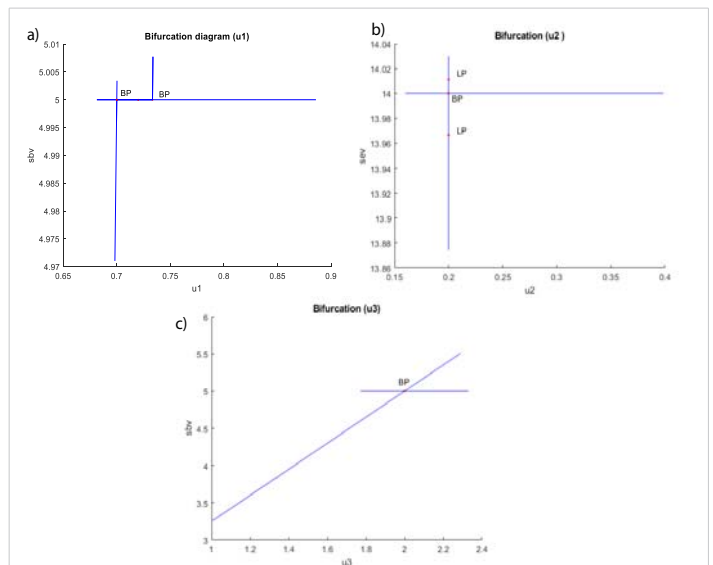 a)
Bifurcation diagram (u1)
5.01
5.005
5
4.995
4.99
4.985
4.98
4.975
4.97
sbv
BP
BP
0.65
0.7
0.75
0.8
0.85
0.9
u1
b)
Bifurcation (u2 )
14.04
14.02
14
13.98
13.96
13.94
13.92
13.9
13.88
13.86
sev
LP
BP
LP
0.15
0.2
0.25
0.3
0.35
0.4
u2
c)
Bifurcation (u3)
6
5.5
5
4.5
4
3.5
3
sbv
BP
1
1.2
1.4
1.6
1.8
2
2.2
2.4
u3